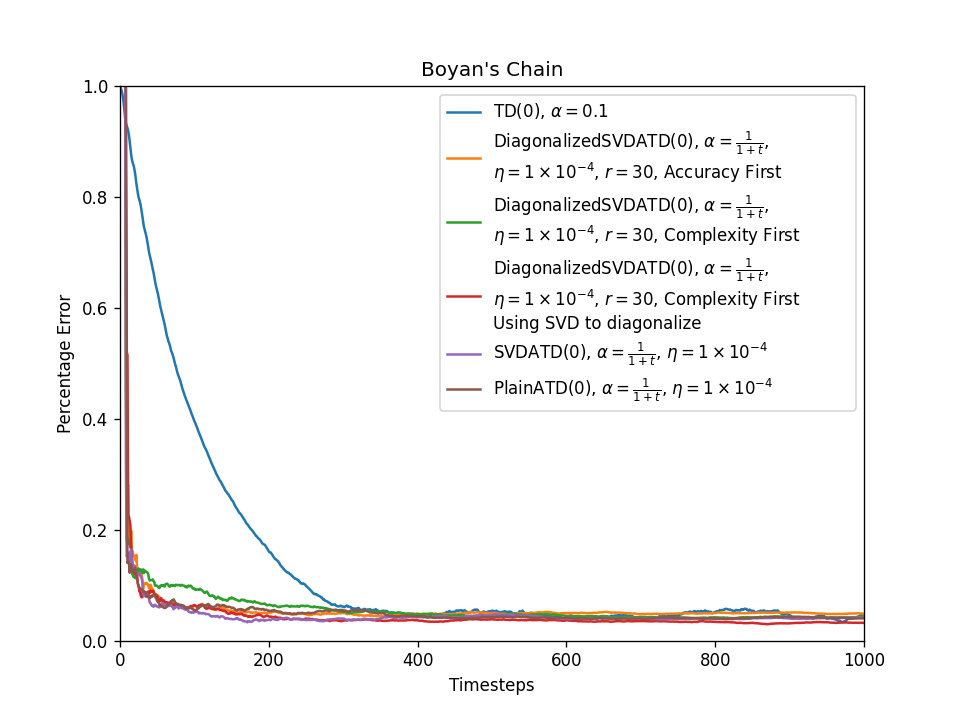 Boyan's Chain
1.0
0.8
0.6
0.4
0.2
0.0
Percentage Error
TD(0), α = 0.1
DiagonalizedSVDATD(0), α = 1/(1+t),
η = 1 × 10⁻⁴, r = 30, Accuracy First
DiagonalizedSVDATD(0), α = 1/(1+t),
η = 1 × 10⁻⁴, r = 30, Complexity First
DiagonalizedSVDATD(0), α = 1/(1+t),
η = 1 × 10⁻⁴, r = 30, Complexity First
Using SVD to diagonalize
SVDATD(0), α = 1/(1+t), η = 1 × 10⁻⁴
PlainATD(0), α = 1/(1+t), η = 1 × 10⁻⁴
0 200 400 600 800 1000
Timesteps